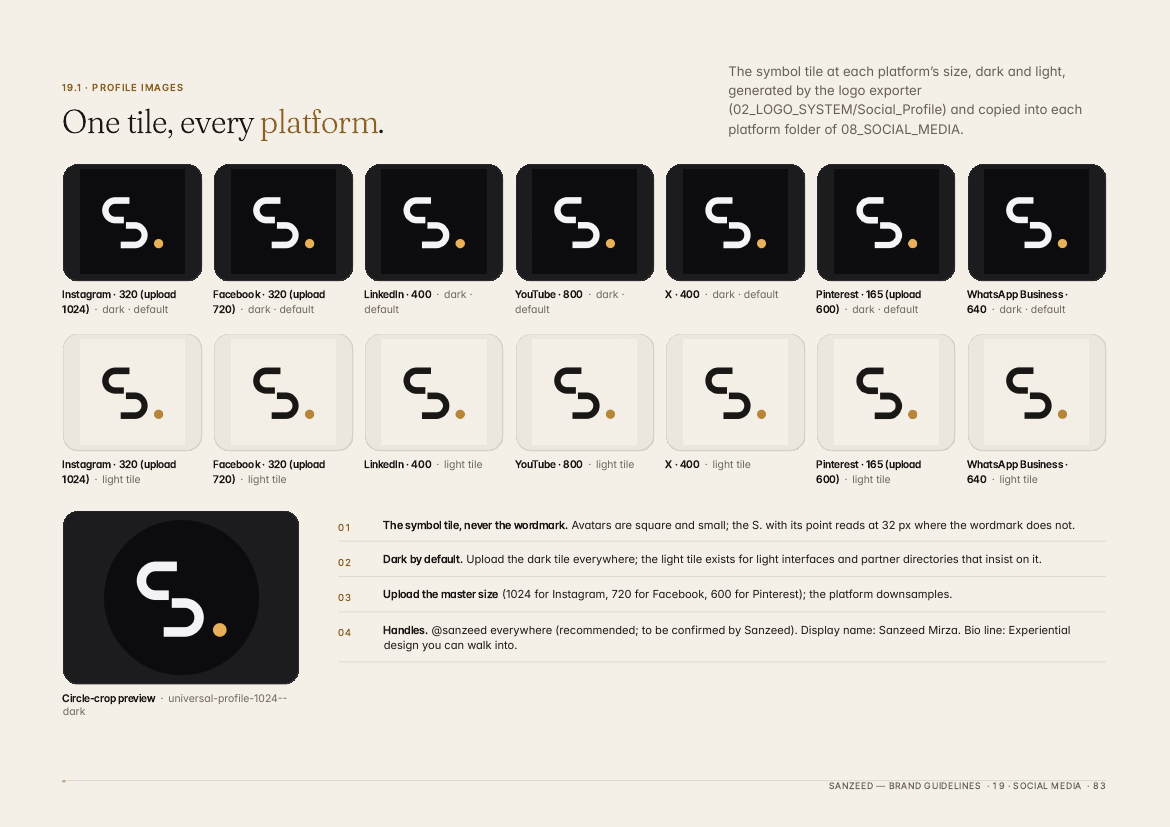 19.1 · PROFILE IMAGES
One tile, every platform.
The symbol tile at each platform’s size, dark and light,
generated by the logo exporter
(02_LOGO_SYSTEM/Social_Profile) and copied into each
platform folder of 08_SOCIAL_MEDIA.
Instagram · 320 (upload
1024) · dark · default
Facebook · 320 (upload
720) · dark · default
LinkedIn · 400 · dark ·
default
YouTube · 800 · dark ·
default
X · 400 · dark · default
Pinterest · 165 (upload
600) · dark · default
WhatsApp Business ·
640 · dark · default
Instagram · 320 (upload
1024) · light tile
Facebook · 320 (upload
720) · light tile
LinkedIn · 400 · light tile
YouTube · 800 · light tile
X · 400 · light tile
Pinterest · 165 (upload
600) · light tile
WhatsApp Business ·
640 · light tile
Circle-crop preview · universal-profile-1024--
dark
01 The symbol tile, never the wordmark. Avatars are square and small; the S. with its point reads at 32 px where the wordmark does not.
02 Dark by default. Upload the dark tile everywhere; the light tile exists for light interfaces and partner directories that insist on it.
03 Upload the master size (1024 for Instagram, 720 for Facebook, 600 for Pinterest); the platform downsamples.
04 Handles. @sanzeed everywhere (recommended; to be confirmed by Sanzeed). Display name: Sanzeed Mirza. Bio line: Experiential
design you can walk into.
SANZEED — BRAND GUIDELINES · 19 · SOCIAL MEDIA · 83